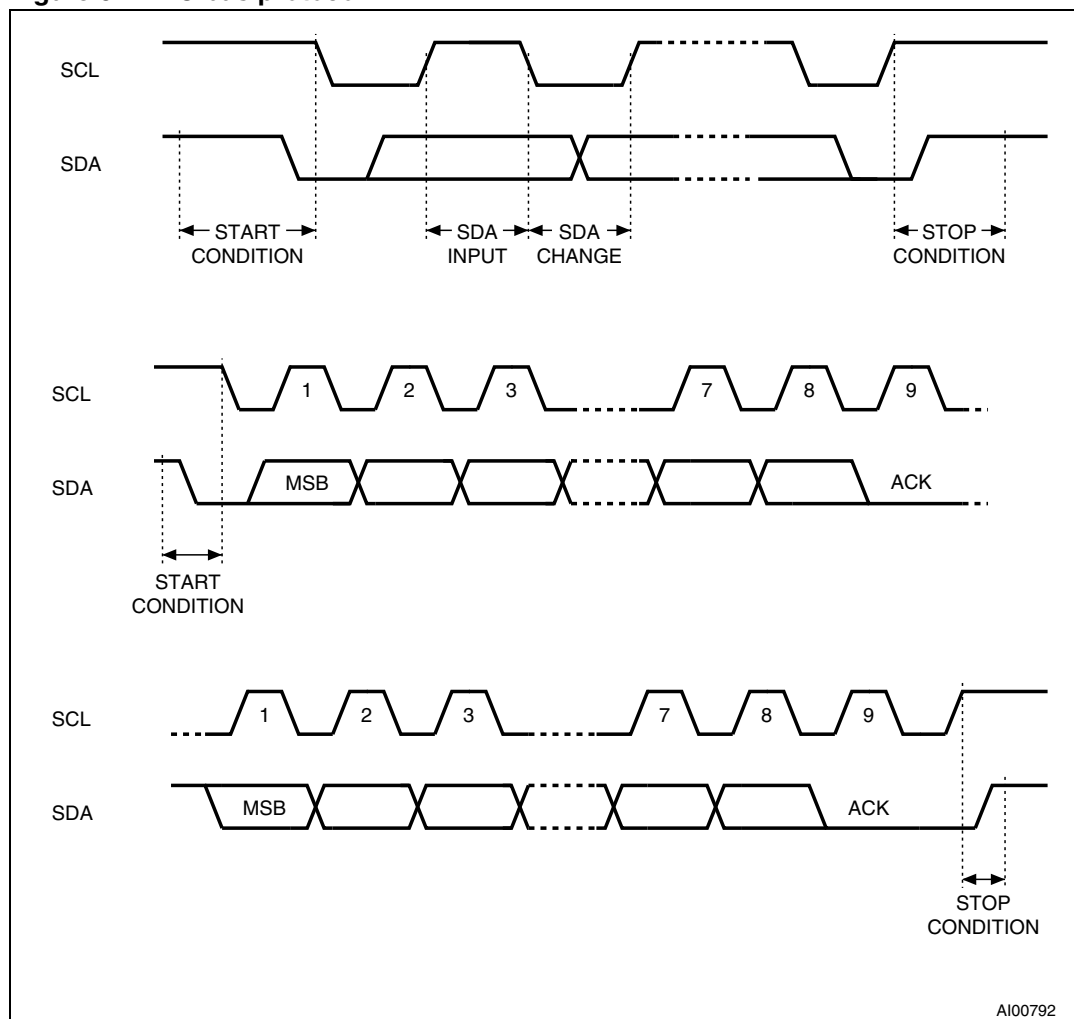 SCL
SDA
START
CONDITION
SDA
INPUT
SDA
CHANGE
STOP
CONDITION
SCL
1 2 3 7 8 9
SDA
MSB
ACK
START
CONDITION
SCL
1 2 3 7 8 9
SDA
MSB
ACK
STOP
CONDITION
AI00792